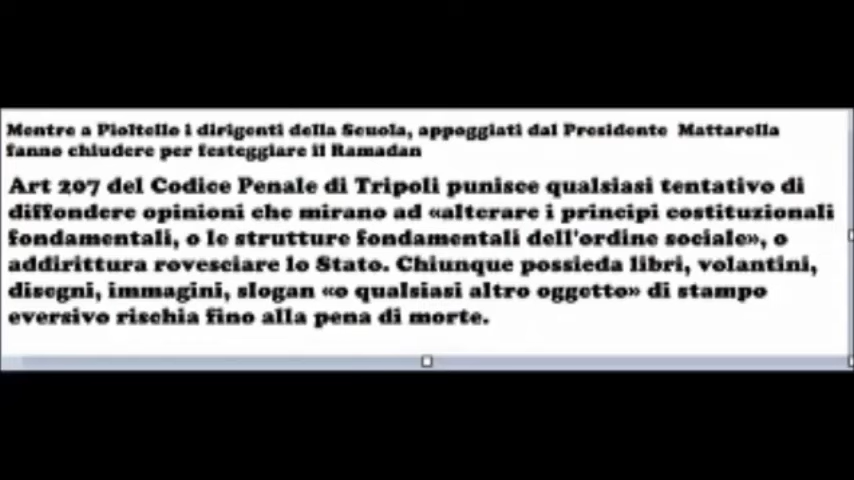 Mentre a Pioltello i dirigenti della Scuola, appoggiati dal Presidente Mattarella
fanno chiudere per festeggiare il Ramadan
Art 207 del Codice Penale di Tripoli punisce qualsiasi tentativo di
diffondere opinioni che mirano ad «alterare i principi costituzionali
fondamentali, o le strutture fondamentali dell'ordine sociale», o
addirittura rovesciare lo Stato. Chiunque possieda libri, volantini,
disegni, immagini, slogan «o qualsiasi altro oggetto» di stampo
eversivo rischia fino alla pena di morte.